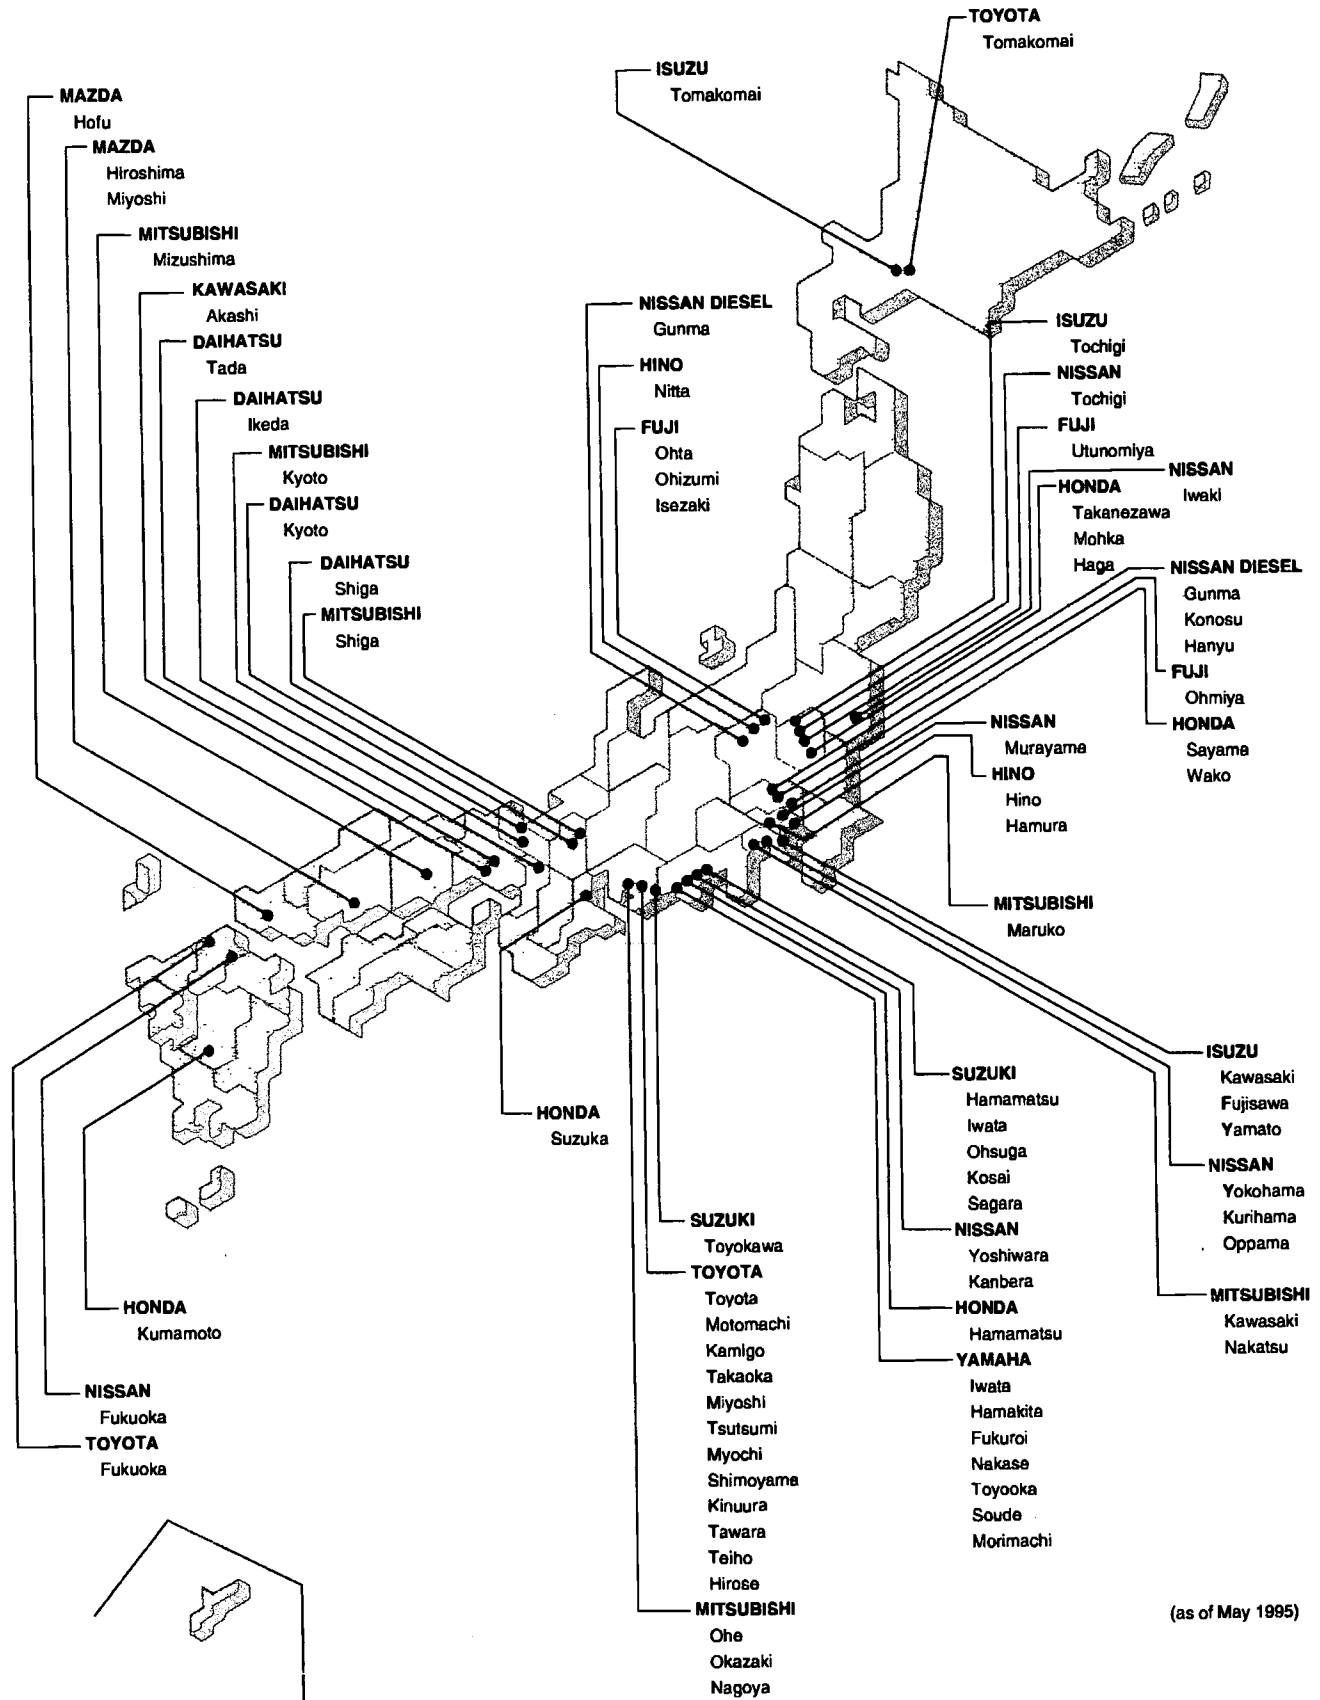 TOYOTA
Tomakomai
ISUZU
Tomakomai
MAZDA
Hofu
MAZDA
Hiroshima
Miyoshi
MITSUBISHI
Mizushima
KAWASAKI
Akashi
DAIHATSU
Tada
DAIHATSU
Ikeda
MITSUBISHI
Kyoto
DAIHATSU
Kyoto
DAIHATSU
Shiga
MITSUBISHI
Shiga
NISSAN DIESEL
Gunma
HINO
Nitta
FUJI
Ohta
Ohizumi
Isezaki
ISUZU
Tochigi
NISSAN
Tochigi
FUJI
Utunomiya
NISSAN
Iwaki
HONDA
Takanezawa
Mohka
Haga
NISSAN DIESEL
Gunma
Konosu
Hanyu
FUJI
Ohmiya
HONDA
Sayama
Wako
NISSAN
Murayama
HINO
Hino
Hamura
MITSUBISHI
Maruko
ISUZU
Kawasaki
Fujisawa
Yamato
NISSAN
Yokohama
Kurihama
Oppama
MITSUBISHI
Kawasaki
Nakatsu
SUZUKI
Hamamatsu
Iwata
Ohsuga
Kosai
Sagara
NISSAN
Yoshiwara
Kanbera
HONDA
Hamamatsu
YAMAHA
Iwata
Hamakita
Fukuroi
Nakase
Toyooka
Soude
Morimachi
HONDA
Suzuka
SUZUKI
Toyokawa
TOYOTA
Toyota
Motomachi
Kamigo
Takaoka
Miyoshi
Tsutsumi
Myochi
Shimoyama
Kinuura
Tawara
Teiho
Hirose
MITSUBISHI
Ohe
Okazaki
Nagoya
HONDA
Kumamoto
NISSAN
Fukuoka
TOYOTA
Fukuoka
(as of May 1995)